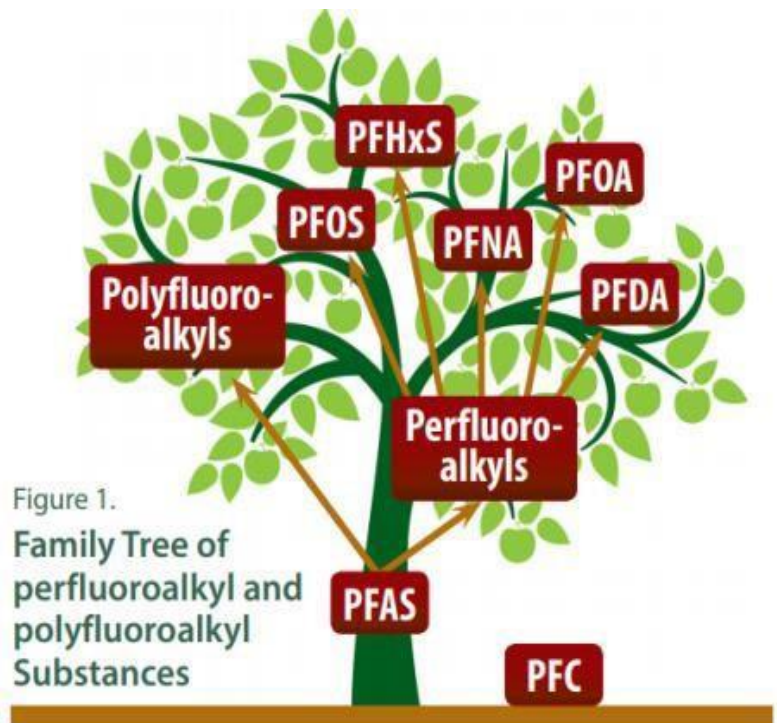 PFHxS
PFOA
PFOS
PFNA
Polyfluoro-
alkyls
PFDA
Perfluoro-
alkyls
Figure 1.
Family Tree of
perfluoroalkyl and
polyfluoroalkyl
Substances
PFAS
PFC